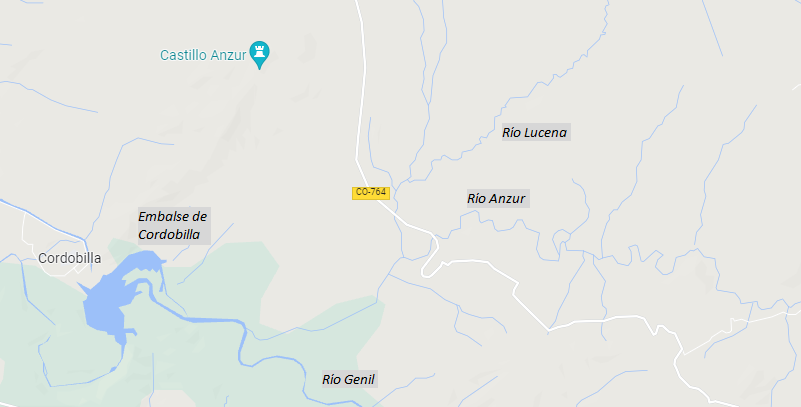 Castillo Anzur
Río Lucena
CO-764
Río Anzur
Embalse de
Cordobilla
Cordobilla
Río Genil